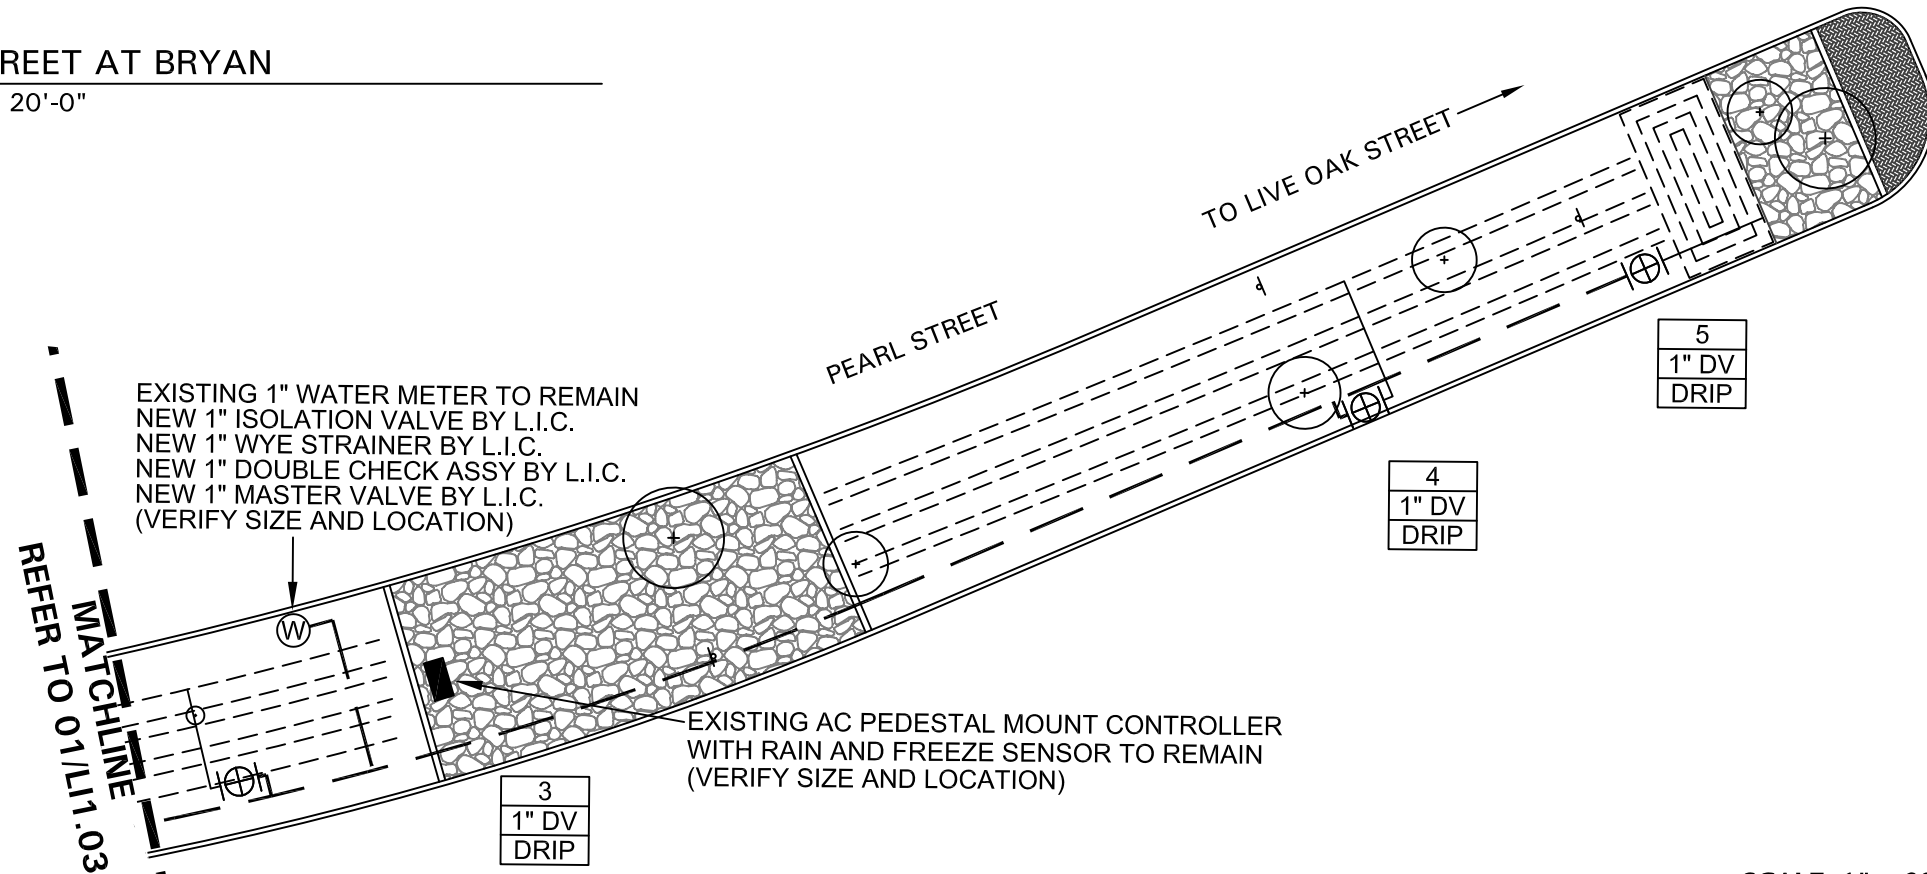 REET AT BRYAN
20'-0"
TO LIVE OAK STREET
PEARL STREET
EXISTING 1" WATER METER TO REMAIN
NEW 1" ISOLATION VALVE BY L.I.C.
NEW 1" WYE STRAINER BY L.I.C.
NEW 1" DOUBLE CHECK ASSY BY L.I.C.
NEW 1" MASTER VALVE BY L.I.C.
(VERIFY SIZE AND LOCATION)
W
MATCHLINE
REFER TO 01/LI1.03
5
1" DV
DRIP
4
1" DV
DRIP
EXISTING AC PEDESTAL MOUNT CONTROLLER
WITH RAIN AND FREEZE SENSOR TO REMAIN
(VERIFY SIZE AND LOCATION)
3
1" DV
DRIP